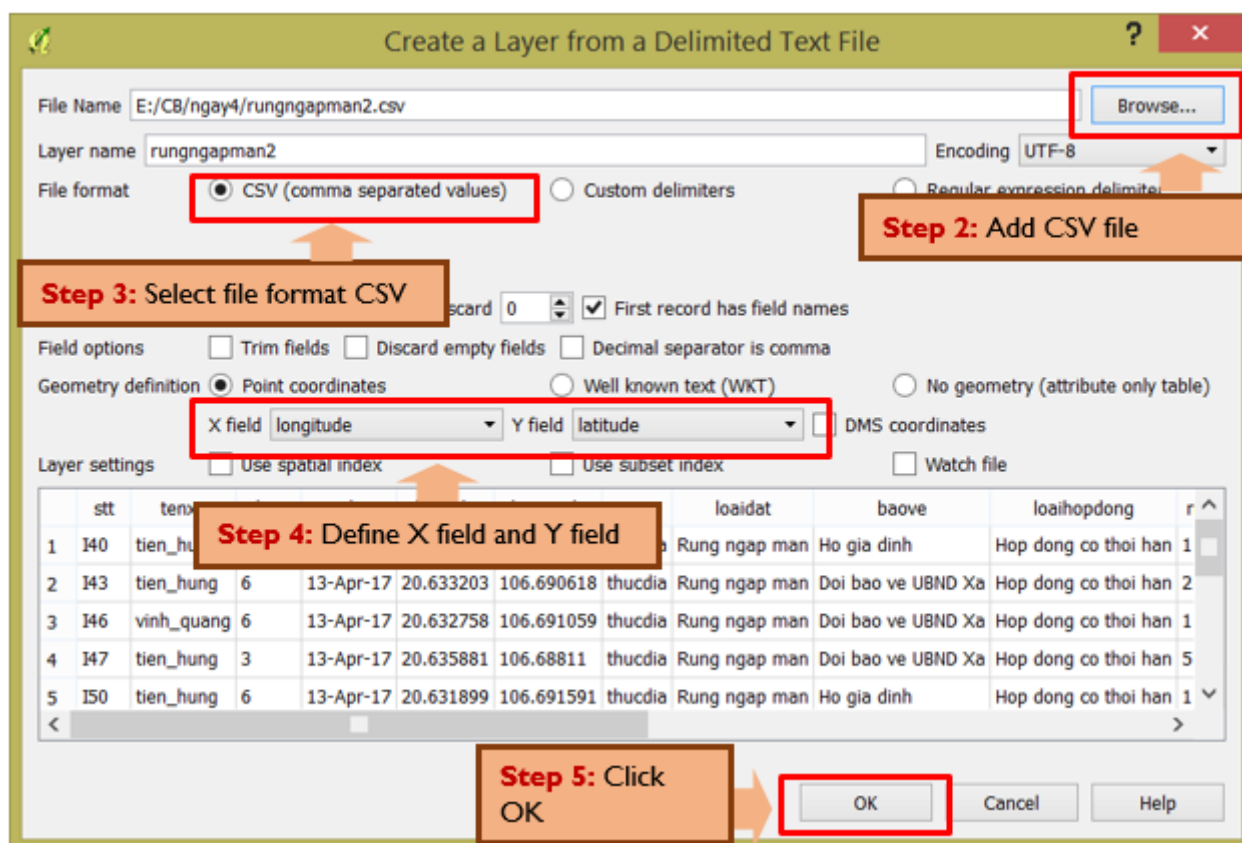 Create a Layer from a Delimited Text File ? ×
File Name E:/CB/ngay4/rungngapman2.csv Browse...
Layer name rungngapman2 Encoding UTF-8
File format CSV (comma separated values) Custom delimiters Regular expression
Step 2: Add CSV file
Step 3: Select file format CSV
0 First record has field names
Field options Trim fields Discard empty fields Decimal separator is comma
Geometry definition Point coordinates Well known text (WKT) No geometry (attribute only table)
X field longitude Y field latitude DMS coordinates
Layer settings Use spatial index Use subset index Watch file
stt loaidat baove loaihopdong
Step 4: Define X field and Y field
1 I40 Rung ngap man Ho gia dinh Hop dong co thoi han 1
2 I43 tien_hung 6 13-Apr-17 20.633203 106.690618 thucdia Rung ngap man Doi bao ve UBND Xa Hop dong co thoi han 2
3 I46 vinh_quang 6 13-Apr-17 20.632758 106.691059 thucdia Rung ngap man Doi bao ve UBND Xa Hop dong co thoi han 1
4 I47 tien_hung 3 13-Apr-17 20.635881 106.68811 thucdia Rung ngap man Doi bao ve UBND Xa Hop dong co thoi han 5
5 I50 tien_hung 6 13-Apr-17 20.631899 106.691591 thucdia Rung ngap man Ho gia dinh Hop dong co thoi han 1
Step 5: Click
OK
OK Cancel Help